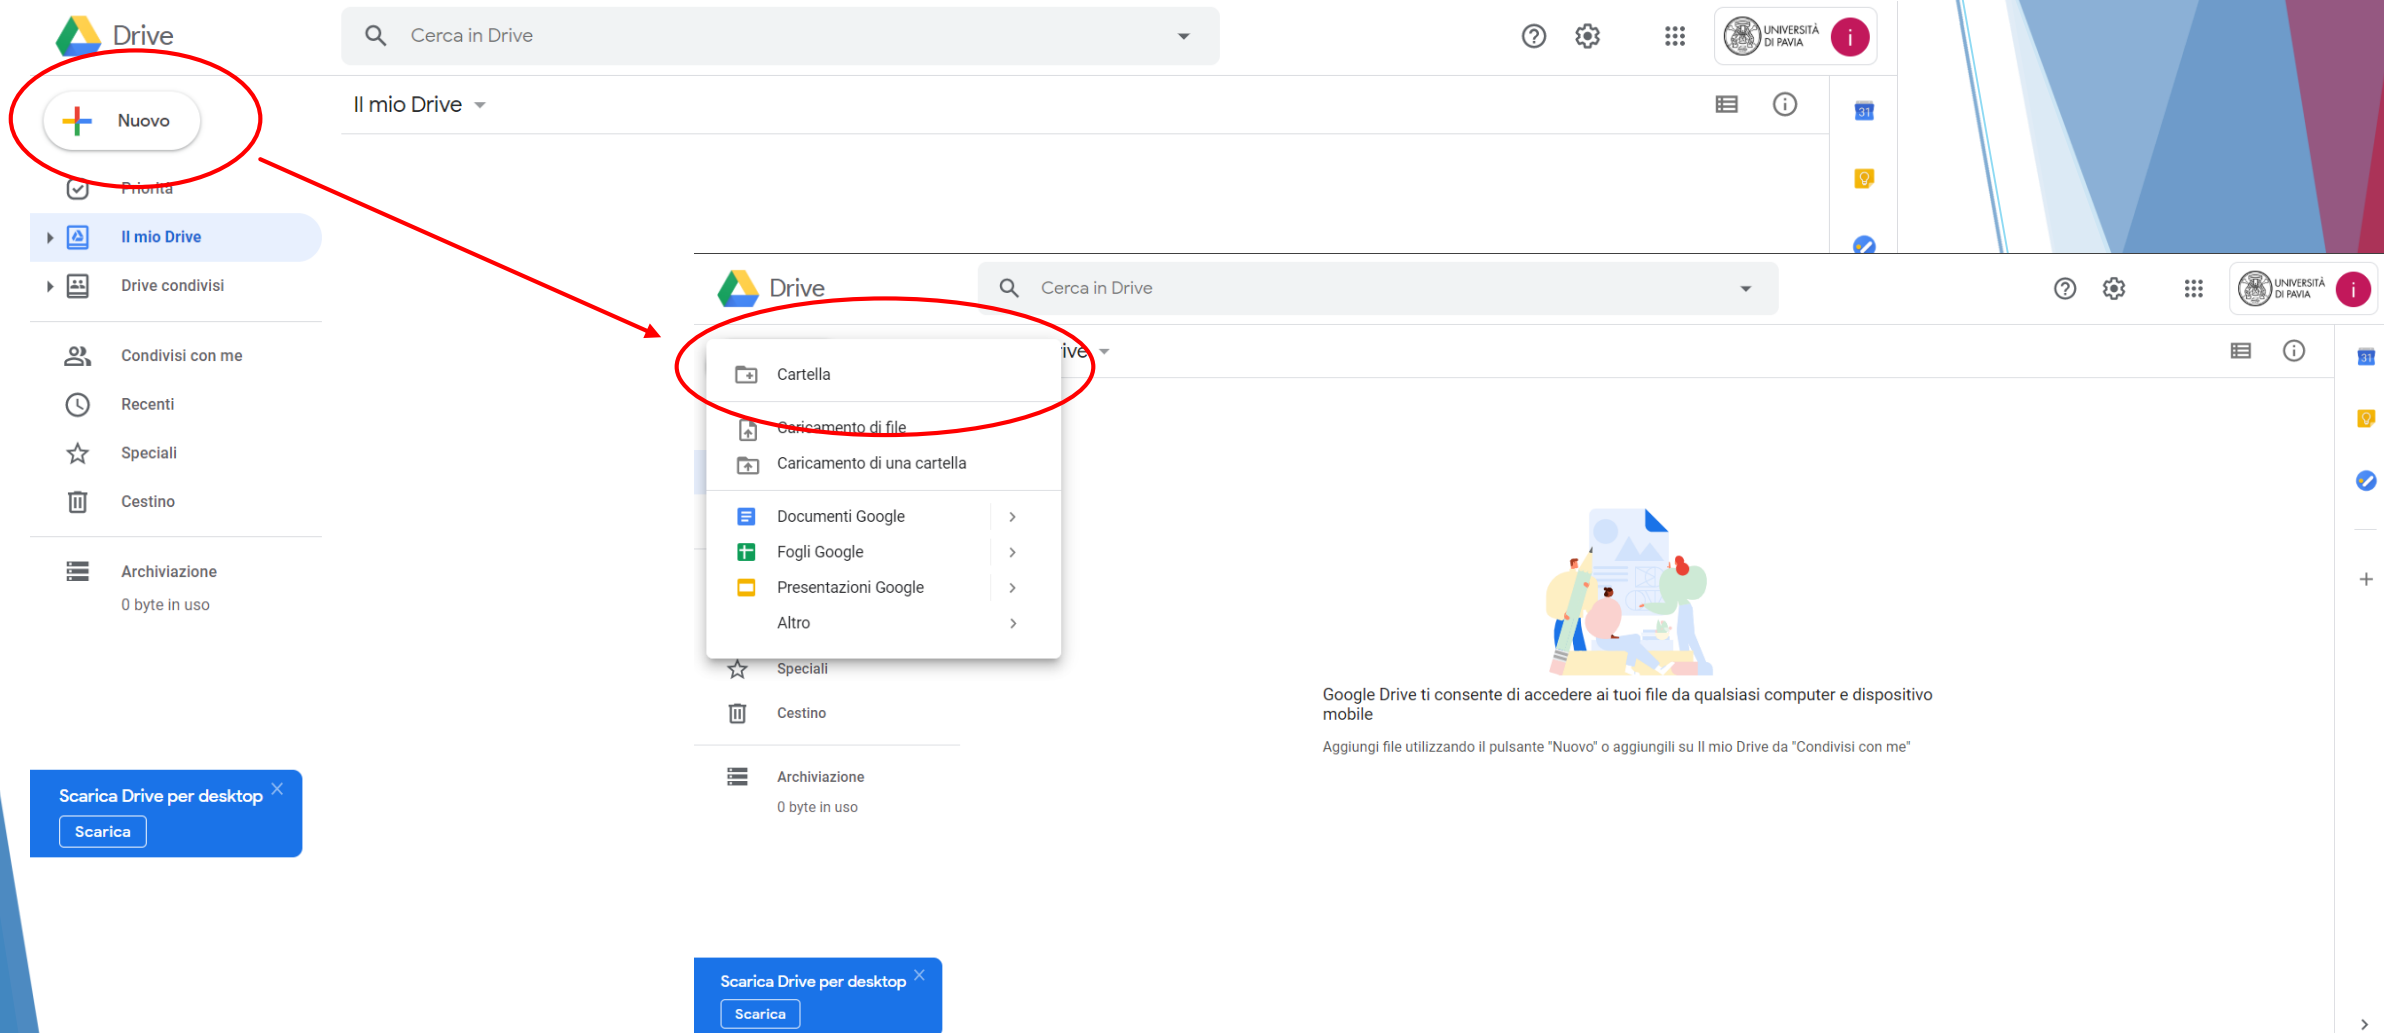 Drive
Cerca in Drive
UNIVERSITÀ
DI PAVIA
i
Nuovo
Il mio Drive
31
Priorità
Il mio Drive
Drive condivisi
Condivisi con me
Recenti
Speciali
Cestino
Archiviazione
0 byte in uso
Scarica Drive per desktop
Scarica
Drive
Cerca in Drive
UNIVERSITÀ
DI PAVIA
i
rive
31
Cartella
Caricamento di file
Caricamento di una cartella
Documenti Google
Fogli Google
Presentazioni Google
Altro
Speciali
Cestino
Archiviazione
0 byte in uso
Google Drive ti consente di accedere ai tuoi file da qualsiasi computer e dispositivo
mobile
Aggiungi file utilizzando il pulsante "Nuovo" o aggiungili su Il mio Drive da "Condivisi con me"
Scarica Drive per desktop
Scarica